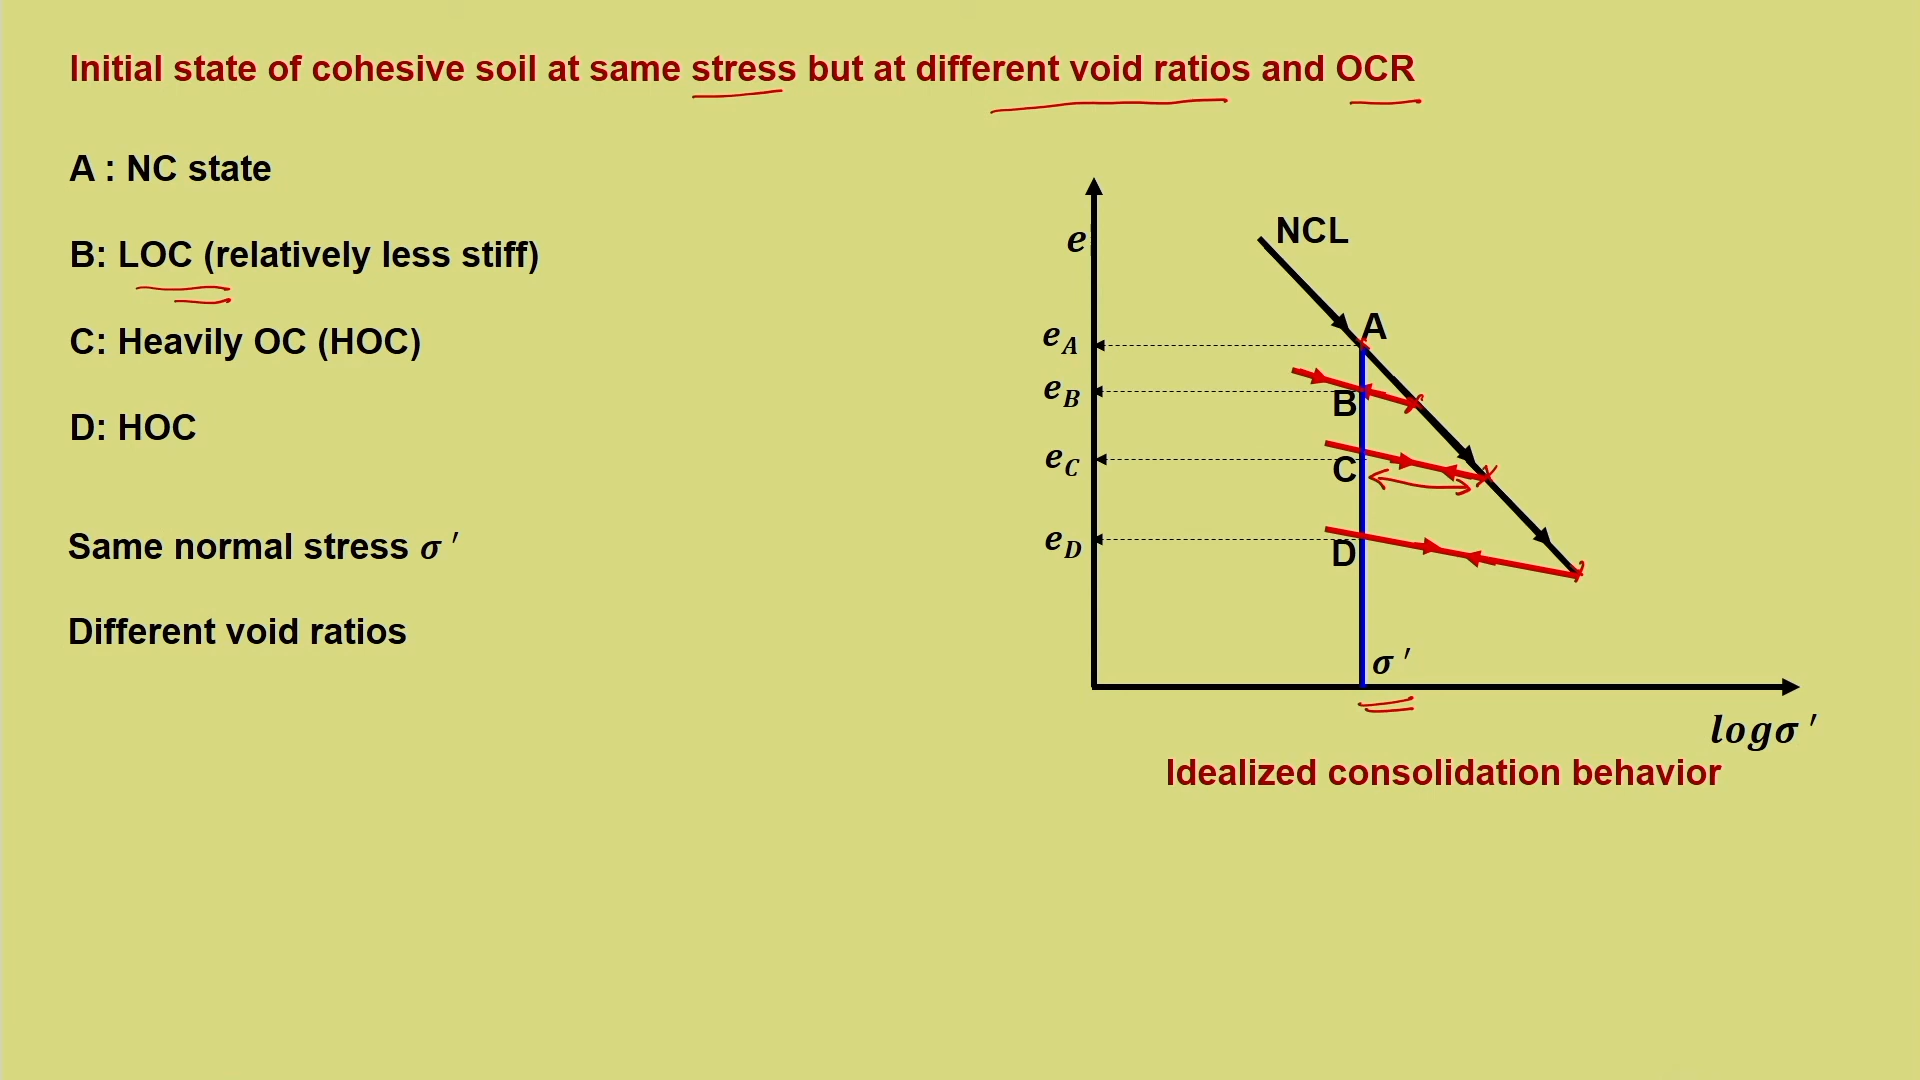 Initial state of cohesive soil at same stress but at different void ratios and OCR
A : NC state
B: LOC (relatively less stiff)
C: Heavily OC (HOC)
D: HOC
Same normal stress σ ′
Different void ratios
e
NCL
A
e_A
e_B
B
e_C
C
e_D
D
σ ′
logσ ′
Idealized consolidation behavior